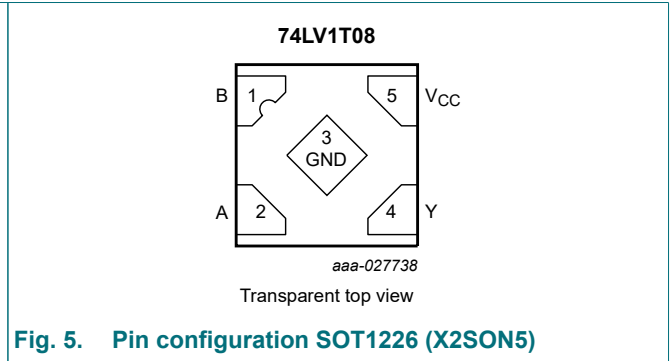 74LV1T08
B 1 5 VCC
3
GND
A 2 4 Y
aaa-027738
Transparent top view
Fig. 5. Pin configuration SOT1226 (X2SON5)